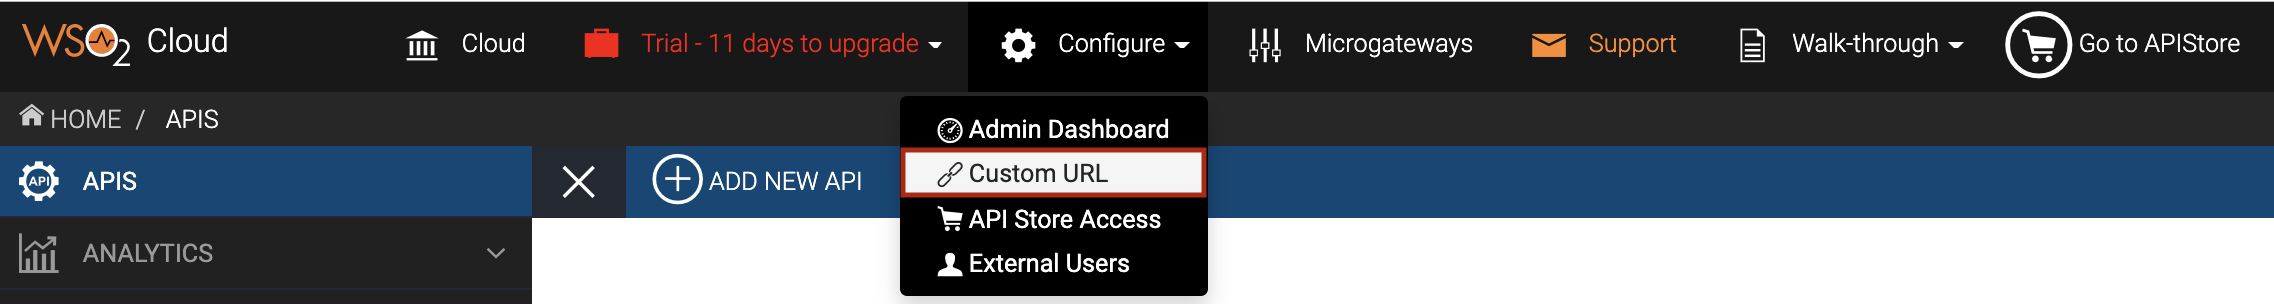 WSO2 Cloud Cloud Trial - 11 days to upgrade Configure Microgateways Support Walk-through Go to APIStore
HOME / APIS
Admin Dashboard
API APIS ADD NEW API Custom URL
API Store Access
ANALYTICS External Users